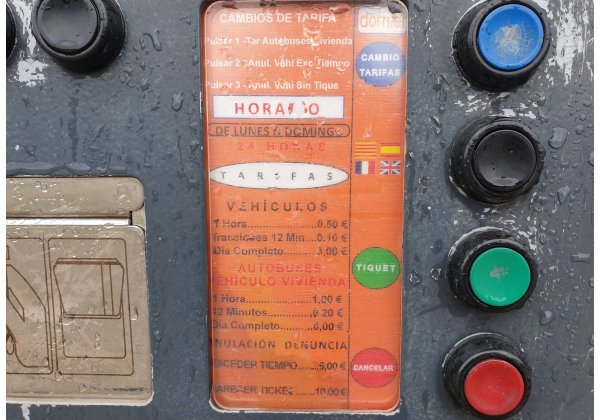 CAMBIOS DE TARIFA
dornier
Pulsar 1 -Tar Autobuses Vivienda
Pulsar 2 - Anul. Vehi Exc Tiempo
Pulsar 3 - Anul. Vehi Sin Tique
CAMBIO
TARIFAS
HORARIO
DE LUNES A DOMINGO
24 HORAS
TARIFAS
VEHÍCULOS
1 Hora....................0.50 €
fracciones 12 Min...0.10 €
Dia Completo..........3,00 €
TIQUET
AUTOBUSES
VEHICULO VIVIENDA
1 Hora...................1,00 €
12 Minutos............0,20 €
Dia Completo.........6,00 €
ANULACIÓN DENUNCIA
EXCEDER TIEMPO......5,00€
CARECER TICKET.....10,00€
CANCELAR